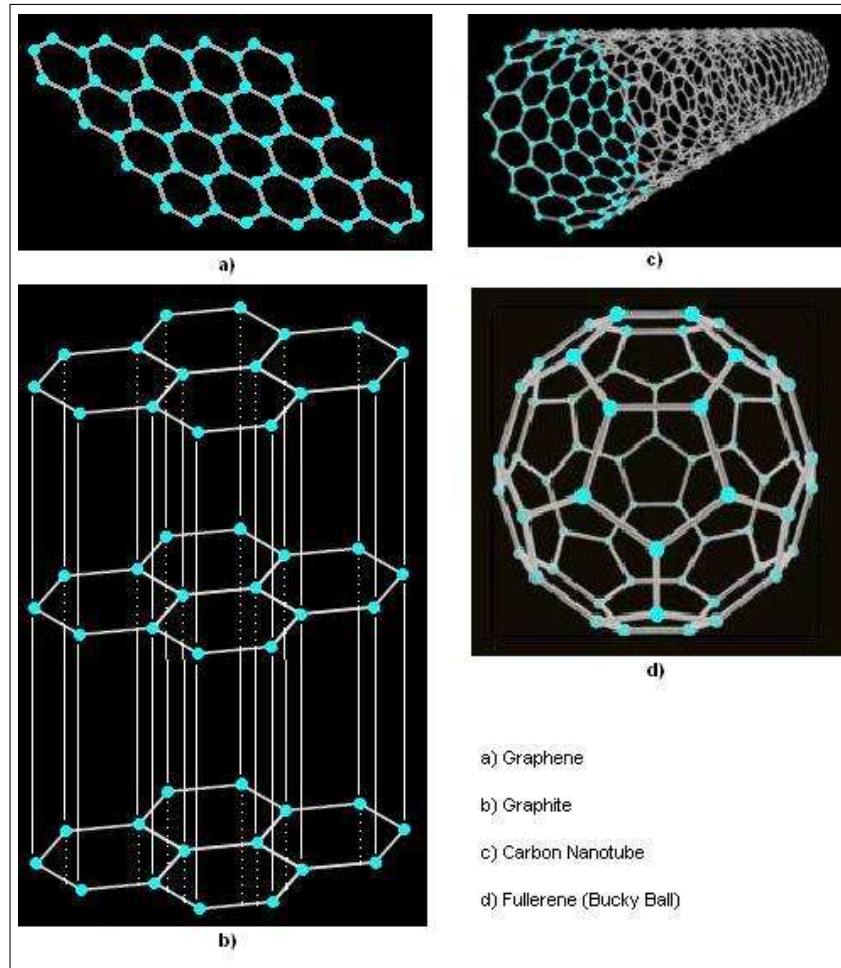 a)
c)
b)
d)
a) Graphene
b) Graphite
c) Carbon Nanotube
d) Fullerene (Bucky Ball)